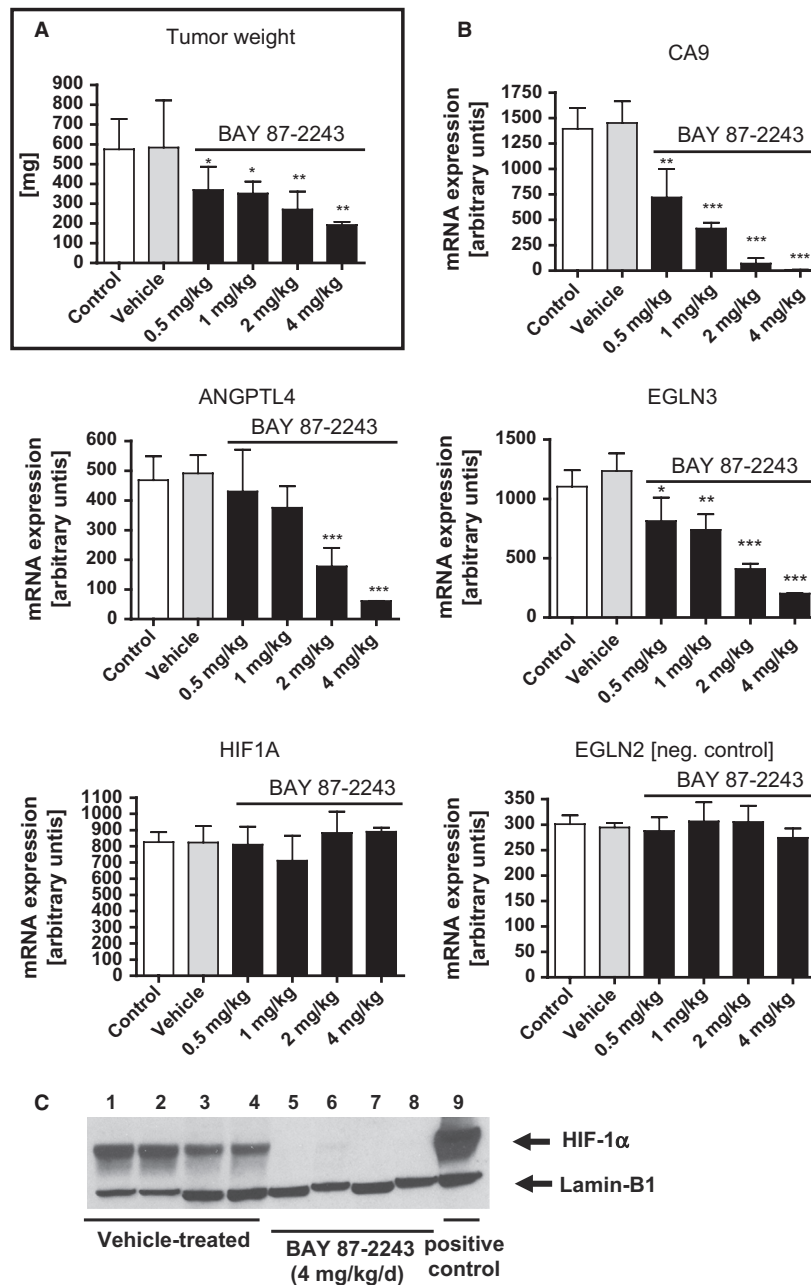 A
Tumor weight
[mg]
900
800
700
600
500
400
300
200
100
0
BAY 87-2243
* * ** **
Control Vehicle 0.5 mg/kg 1 mg/kg 2 mg/kg 4 mg/kg
B
CA9
mRNA expression
[arbitrary untis]
1750
1500
1250
1000
750
500
250
0
BAY 87-2243
** *** *** ***
Control Vehicle 0.5 mg/kg 1 mg/kg 2 mg/kg 4 mg/kg
ANGPTL4
mRNA expression
[arbitrary untis]
600
500
400
300
200
100
0
BAY 87-2243
*** ***
Control Vehicle 0.5 mg/kg 1 mg/kg 2 mg/kg 4 mg/kg
EGLN3
mRNA expression
[arbitrary untis]
1500
1000
500
0
BAY 87-2243
* ** *** ***
Control Vehicle 0.5 mg/kg 1 mg/kg 2 mg/kg 4 mg/kg
HIF1A
mRNA expression
[arbitrary untis]
1100
1000
900
800
700
600
500
400
300
200
100
0
BAY 87-2243
Control Vehicle 0.5 mg/kg 1 mg/kg 2 mg/kg 4 mg/kg
EGLN2 [neg. control]
mRNA expression
[arbitrary untis]
350
300
250
200
150
100
50
0
BAY 87-2243
Control Vehicle 0.5 mg/kg 1 mg/kg 2 mg/kg 4 mg/kg
C
1 2 3 4 5 6 7 8 9
HIF-1α
Lamin-B1
Vehicle-treated
BAY 87-2243
(4 mg/kg/d)
positive
control